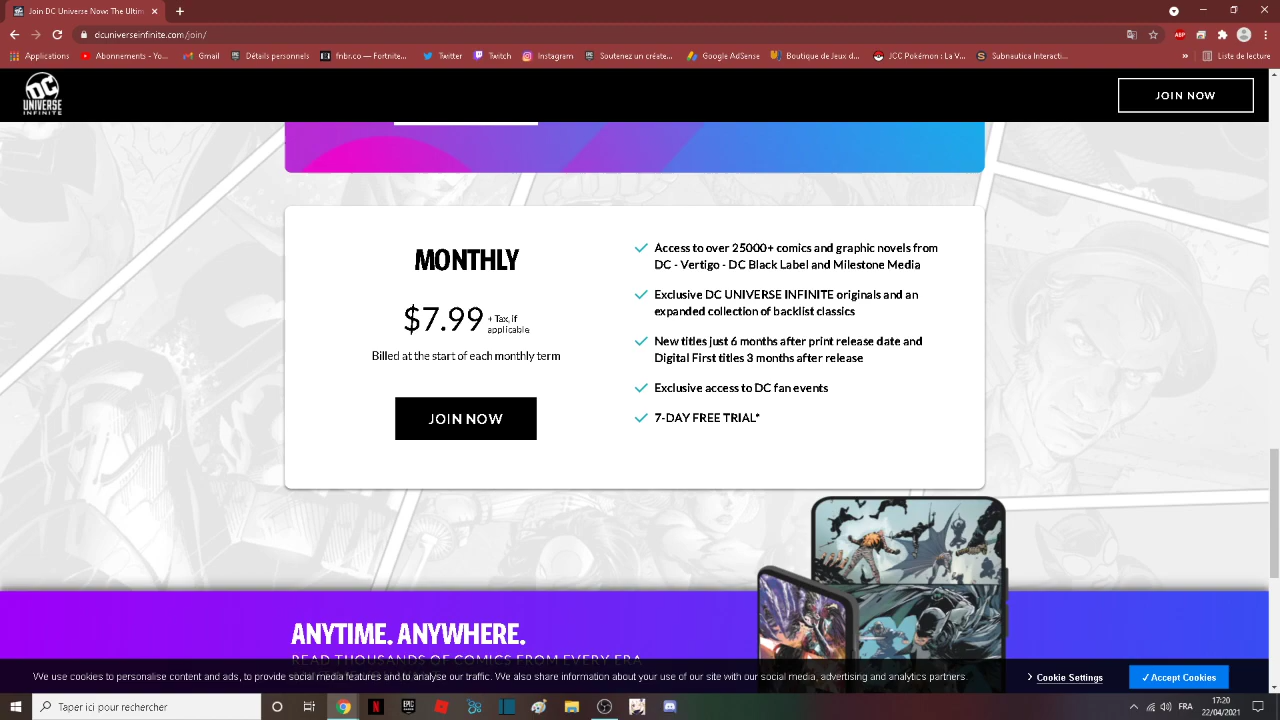 Join DC Universe Now: The Ultim
dcuniverseinfinite.com/join/
Applications
Abonnements - Yo...
Gmail
Détails personnels
fnbr.co — Fortnite...
Twitter
Twitch
Instagram
Soutenez un créate...
Google AdSense
Boutique de Jeux d...
JCC Pokémon : La V...
Subnautica Interacti...
»
Liste de lecture
DC
UNIVERSE
INFINITE
JOIN NOW
MONTHLY
$7.99 + Tax, if
applicable
Billed at the start of each monthly term
JOIN NOW
Access to over 25000+ comics and graphic novels from
DC - Vertigo - DC Black Label and Milestone Media
Exclusive DC UNIVERSE INFINITE originals and an
expanded collection of backlist classics
New titles just 6 months after print release date and
Digital First titles 3 months after release
Exclusive access to DC fan events
7-DAY FREE TRIAL*
ANYTIME. ANYWHERE.
READ THOUSANDS OF COMICS FROM EVERY ERA
We use cookies to personalise content and ads, to provide social media features and to analyse our traffic. We also share information about your use of our site with our social media, advertising and analytics partners.
Cookie Settings
✓ Accept Cookies
Taper ici pour rechercher
FRA
17:20
22/04/2021